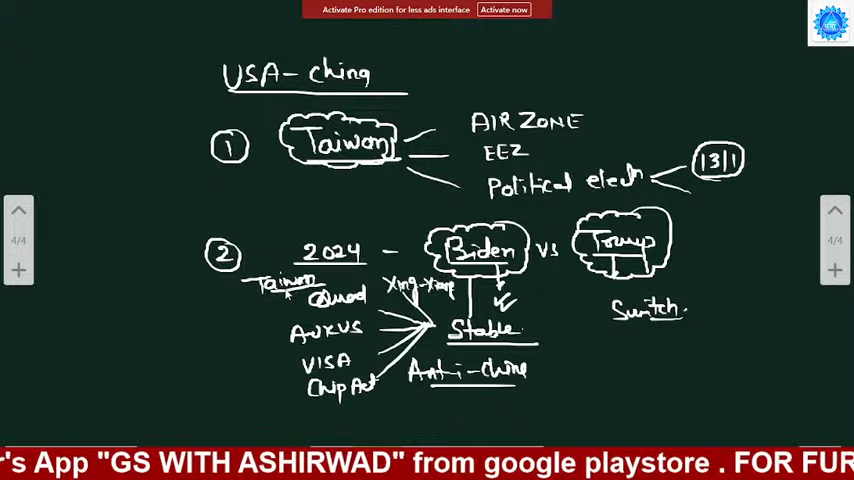 Activate Pro edition for less ads interface Activate now
USA - China
1 Taiwan AIR ZONE
EEZ
Political electn 13/1
2 2024 - Biden vs Trump
Taiwan Quad Xing-Xiang
AUKUS Stable Switch.
VISA Anti-China
Chip Act
4/4
4/4
r's App "GS WITH ASHIRWAD" from google playstore . FOR FUR